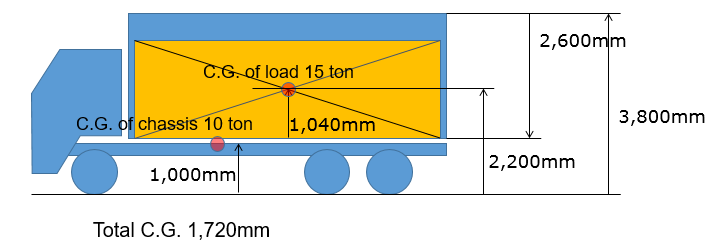 2,600mm
C.G. of load 15 ton
3,800mm
C.G. of chassis 10 ton
1,040mm
2,200mm
1,000mm
Total C.G. 1,720mm